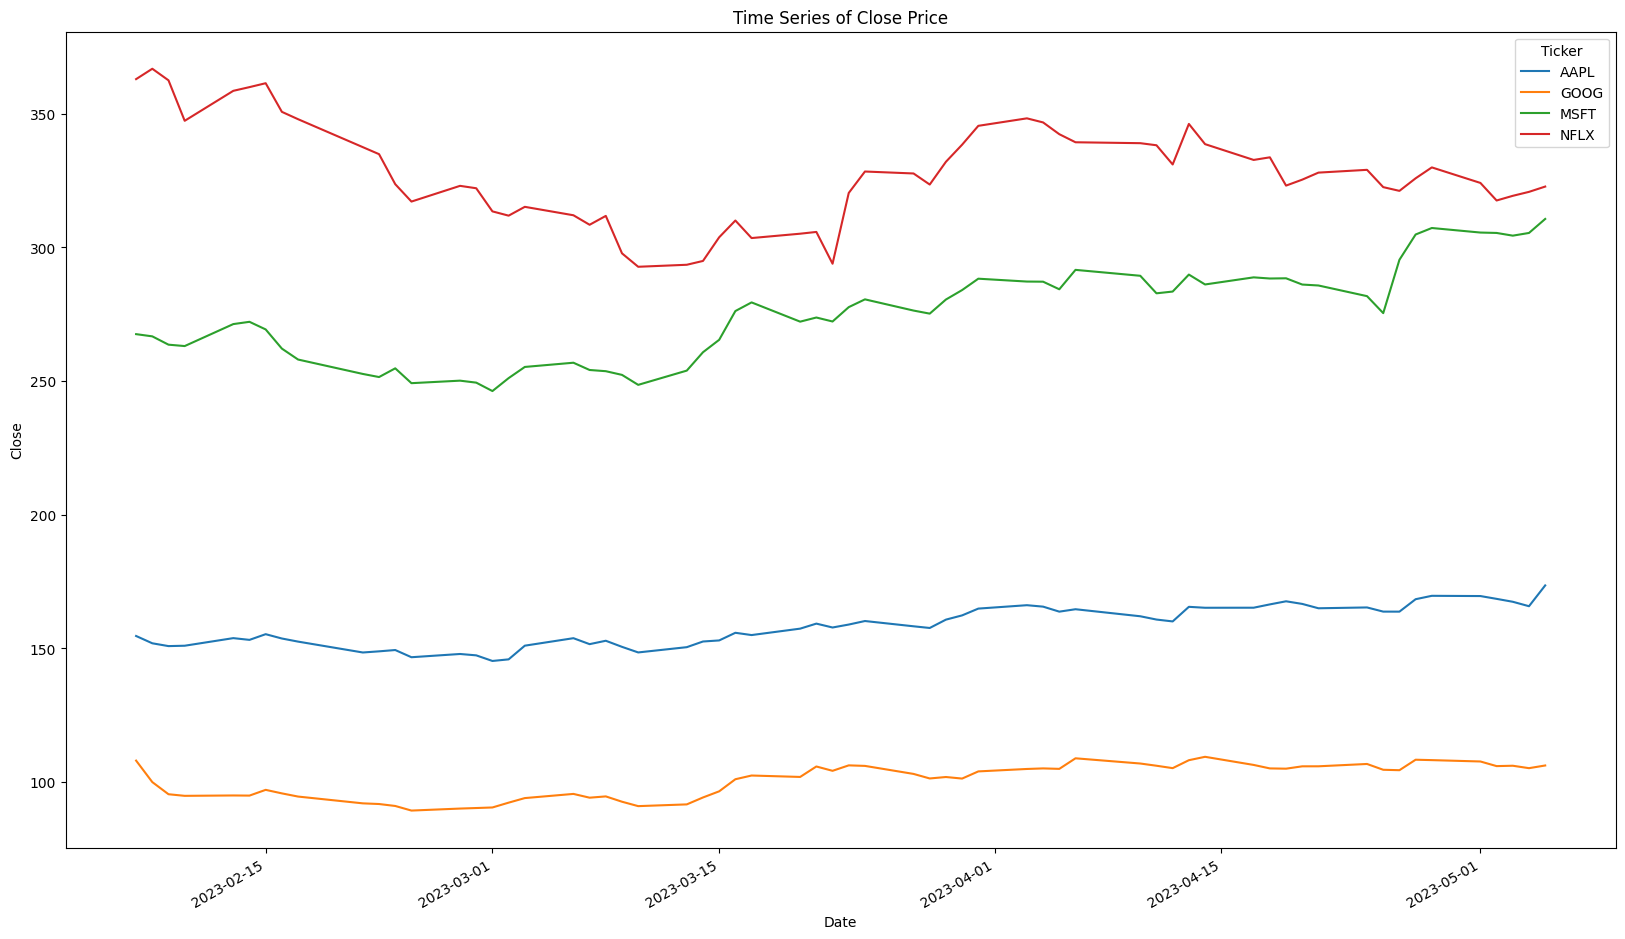 Time Series of Close Price
Ticker
AAPL
GOOG
MSFT
NFLX
Close
350
300
250
200
150
100
2023-02-15
2023-03-01
2023-03-15
2023-04-01
2023-04-15
2023-05-01
Date